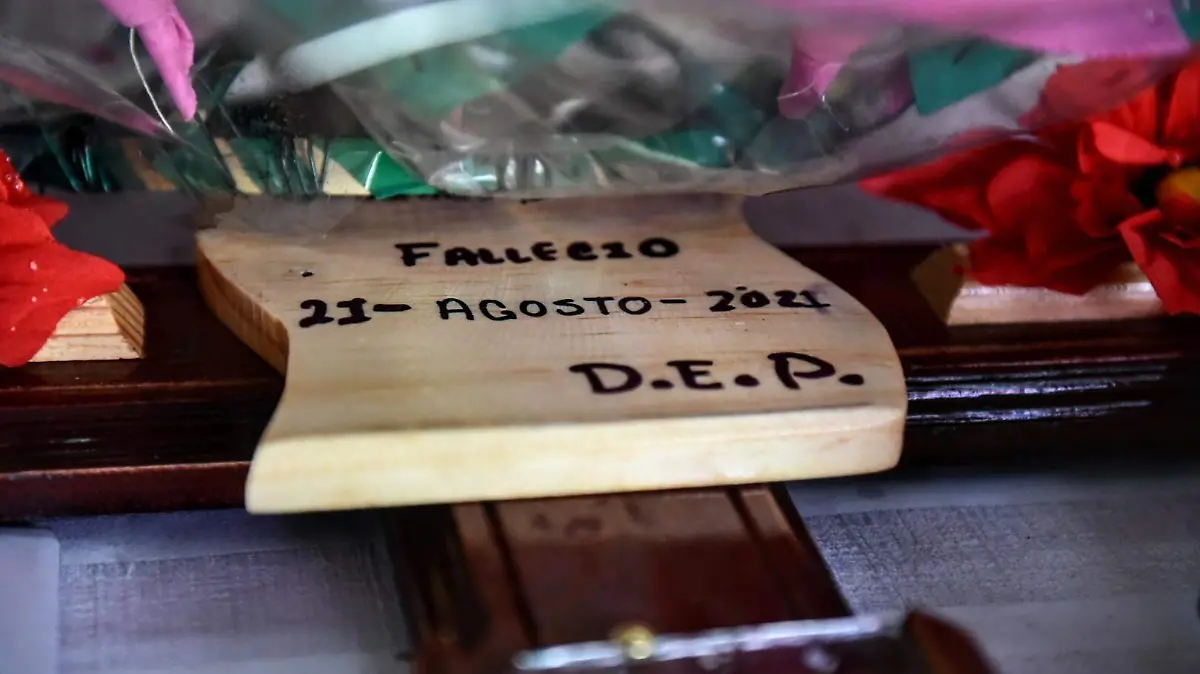 FALLECIO
21- AGOSTO- 2021
D.E.P.